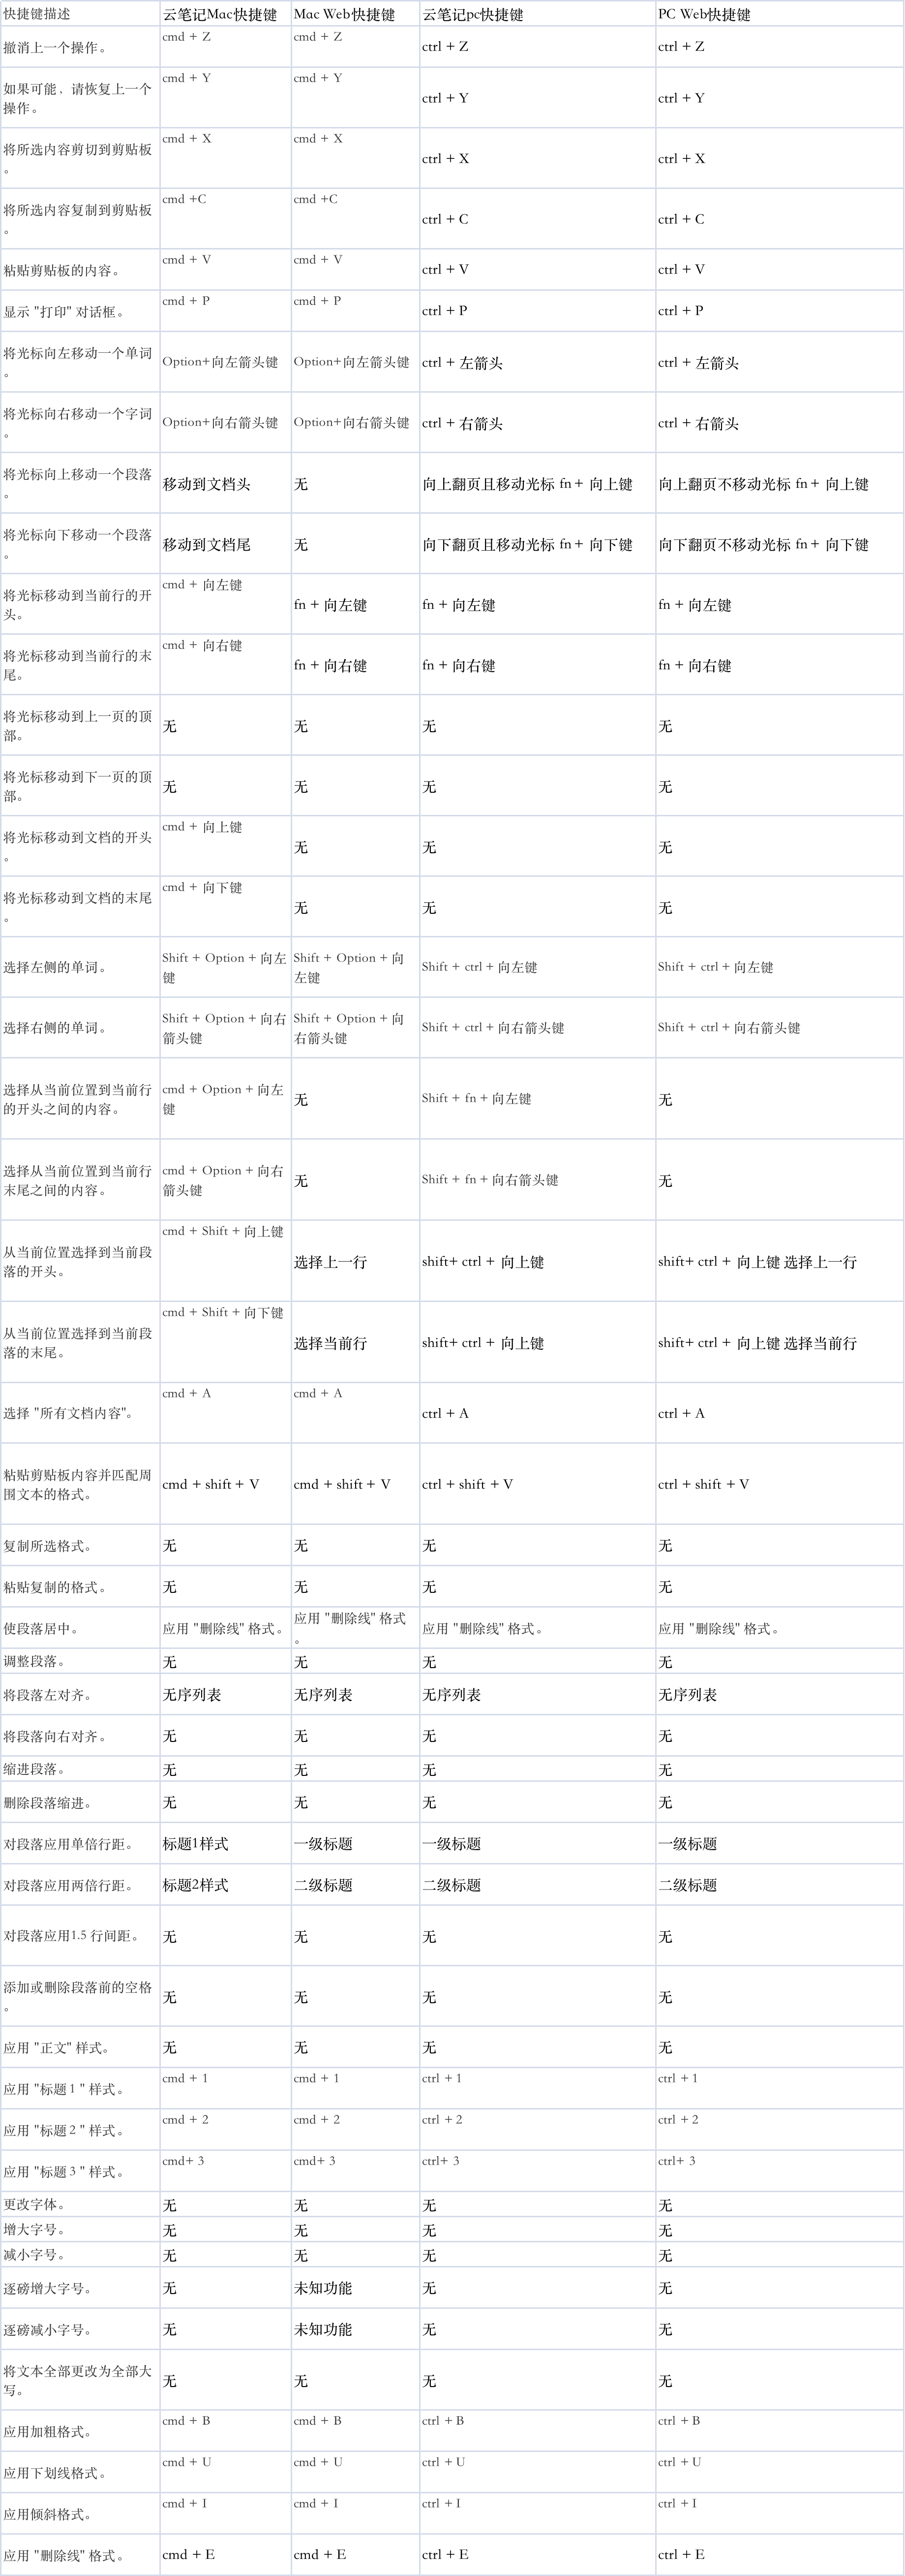 快捷键描述 云笔记Mac快捷键 Mac Web快捷键 云笔记pc快捷键 PC Web快捷键
撤消上一个操作。 cmd + Z cmd + Z ctrl + Z ctrl + Z
如果可能，请恢复上一个 cmd + Y cmd + Y ctrl + Y ctrl + Y
操作。
将所选内容剪切到剪贴板 cmd + X cmd + X ctrl + X ctrl + X
。
将所选内容复制到剪贴板 cmd +C cmd +C ctrl + C ctrl + C
。
粘贴剪贴板的内容。 cmd + V cmd + V ctrl + V ctrl + V
显示 "打印" 对话框。 cmd + P cmd + P ctrl + P ctrl + P
将光标向左移动一个单词 Option+向左箭头键 Option+向左箭头键 ctrl + 左箭头 ctrl + 左箭头
。
将光标向右移动一个字词 Option+向右箭头键 Option+向右箭头键 ctrl + 右箭头 ctrl + 右箭头
。
将光标向上移动一个段落 移动到文档头 无 向上翻页且移动光标 fn + 向上键 向上翻页不移动光标 fn + 向上键
。
将光标向下移动一个段落 移动到文档尾 无 向下翻页且移动光标 fn + 向下键 向下翻页不移动光标 fn + 向下键
。
将光标移动到当前行的开 cmd + 向左键 fn + 向左键 fn + 向左键 fn + 向左键
头。
将光标移动到当前行的末 cmd + 向右键 fn + 向右键 fn + 向右键 fn + 向右键
尾。
将光标移动到上一页的顶 无 无 无 无
部。
将光标移动到下一页的顶 无 无 无 无
部。
将光标移动到文档的开头 cmd + 向上键 无 无 无
。
将光标移动到文档的末尾 cmd + 向下键 无 无 无
。
选择左侧的单词。 Shift + Option + 向左 Shift + Option + 向 Shift + ctrl + 向左键 Shift + ctrl + 向左键
键 左键
选择右侧的单词。 Shift + Option + 向右 Shift + Option + 向 Shift + ctrl + 向右箭头键 Shift + ctrl + 向右箭头键
箭头键 右箭头键
选择从当前位置到当前行 cmd + Option + 向左 无 Shift + fn + 向左键 无
的开头之间的内容。 键
选择从当前位置到当前行 cmd + Option + 向右 无 Shift + fn + 向右箭头键 无
末尾之间的内容。 箭头键
从当前位置选择到当前段 cmd + Shift + 向上键 选择上一行 shift+ ctrl + 向上键 shift+ ctrl + 向上键 选择上一行
落的开头。
从当前位置选择到当前段 cmd + Shift + 向下键 选择当前行 shift+ ctrl + 向上键 shift+ ctrl + 向上键 选择当前行
落的末尾。
选择 "所有文档内容"。 cmd + A cmd + A ctrl + A ctrl + A
粘贴剪贴板内容并匹配周 cmd + shift + V cmd + shift + V ctrl + shift + V ctrl + shift + V
围文本的格式。
复制所选格式。 无 无 无 无
粘贴复制的格式。 无 无 无 无
使段落居中。 应用 "删除线" 格式。 应用 "删除线" 格式 应用 "删除线" 格式。 应用 "删除线" 格式。
。
调整段落。 无 无 无 无
将段落左对齐。 无序列表 无序列表 无序列表 无序列表
将段落向右对齐。 无 无 无 无
缩进段落。 无 无 无 无
删除段落缩进。 无 无 无 无
对段落应用单倍行距。 标题1样式 一级标题 一级标题 一级标题
对段落应用两倍行距。 标题2样式 二级标题 二级标题 二级标题
对段落应用1.5 行间距。 无 无 无 无
添加或删除段落前的空格 无 无 无 无
。
应用 "正文" 样式。 无 无 无 无
应用 "标题 1 " 样式。 cmd + 1 cmd + 1 ctrl + 1 ctrl + 1
应用 "标题 2 " 样式。 cmd + 2 cmd + 2 ctrl + 2 ctrl + 2
应用 "标题 3 " 样式。 cmd+ 3 cmd+ 3 ctrl+ 3 ctrl+ 3
更改字体。 无 无 无 无
增大字号。 无 无 无 无
减小字号。 无 无 无 无
逐磅增大字号。 无 未知功能 无 无
逐磅减小字号。 无 未知功能 无 无
将文本全部更改为全部大 无 无 无 无
写。
应用加粗格式。 cmd + B cmd + B ctrl + B ctrl + B
应用下划线格式。 cmd + U cmd + U ctrl + U ctrl + U
应用倾斜格式。 cmd + I cmd + I ctrl + I ctrl + I
应用 "删除线" 格式。 cmd + E cmd + E ctrl + E ctrl + E